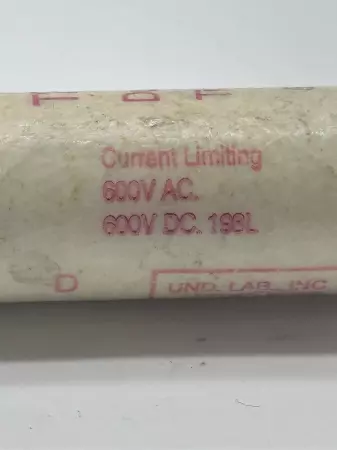 Current Limiting
600V AC.
600V DC. 198L
D
UND. LAB., INC